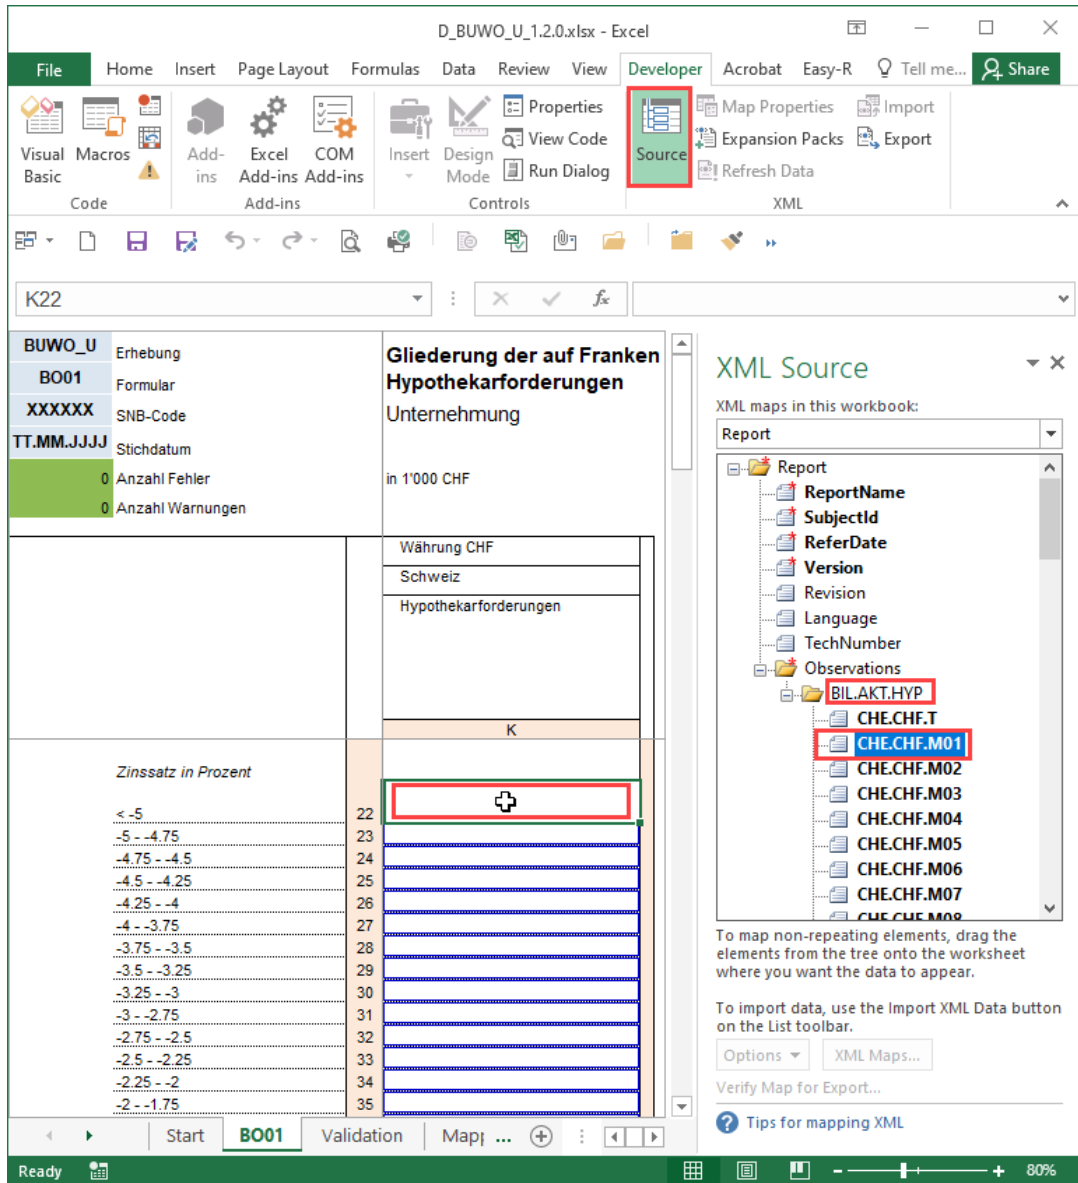 D_BUWO_U_1.2.0.xlsx - Excel
File Home Insert Page Layout Formulas Data Review View Developer Acrobat Easy-R Tell me... Share
Visual Basic
Macros
Code
Add-ins
Excel Add-ins
COM Add-ins
Add-ins
Insert
Design Mode
Properties
View Code
Run Dialog
Controls
Source
Map Properties
Expansion Packs
Refresh Data
Import
Export
XML
K22
fx
BUWO_U Erhebung
BO01 Formular
XXXXXX SNB-Code
TT.MM.JJJJ Stichdatum
0 Anzahl Fehler
0 Anzahl Warnungen
Gliederung der auf Franken
Hypothekarforderungen
Unternehmung
in 1'000 CHF
Währung CHF
Schweiz
Hypothekarforderungen
K
Zinssatz in Prozent
< -5 22
-5 - -4.75 23
-4.75 - -4.5 24
-4.5 - -4.25 25
-4.25 - -4 26
-4 - -3.75 27
-3.75 - -3.5 28
-3.5 - -3.25 29
-3.25 - -3 30
-3 - -2.75 31
-2.75 - -2.5 32
-2.5 - -2.25 33
-2.25 - -2 34
-2 - -1.75 35
XML Source
XML maps in this workbook:
Report
Report
ReportName
SubjectId
ReferDate
Version
Revision
Language
TechNumber
Observations
BIL.AKT.HYP
CHE.CHF.T
CHE.CHF.M01
CHE.CHF.M02
CHE.CHF.M03
CHE.CHF.M04
CHE.CHF.M05
CHE.CHF.M06
CHE.CHF.M07
CHE.CHF.M08
To map non-repeating elements, drag the
elements from the tree onto the worksheet
where you want the data to appear.
To import data, use the Import XML Data button
on the List toolbar.
Options
XML Maps...
Verify Map for Export...
Tips for mapping XML
Start BO01 Validation Mapp ...
Ready
80%